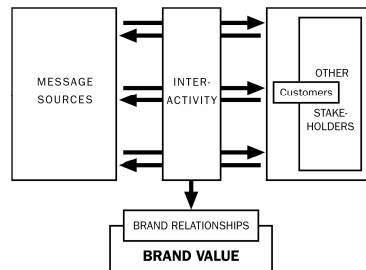 MESSAGE
SOURCES
INTER-
ACTIVITY
OTHER
Customers
STAKE-
HOLDERS
BRAND RELATIONSHIPS
BRAND VALUE